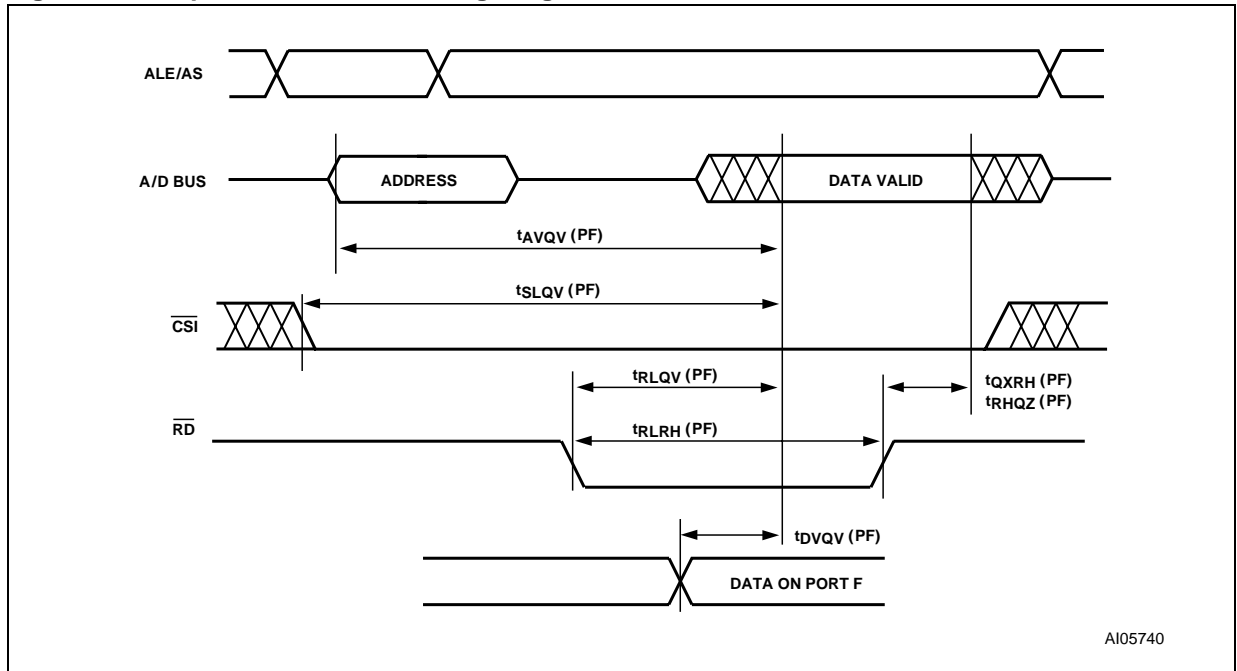 ALE/AS
A/D BUS
ADDRESS
DATA VALID
tAVQV (PF)
tSLQV (PF)
CSI
tRLQV (PF)
tQXRH (PF)
tRHQZ (PF)
RD
tRLRH (PF)
tDVQV (PF)
DATA ON PORT F
AI05740